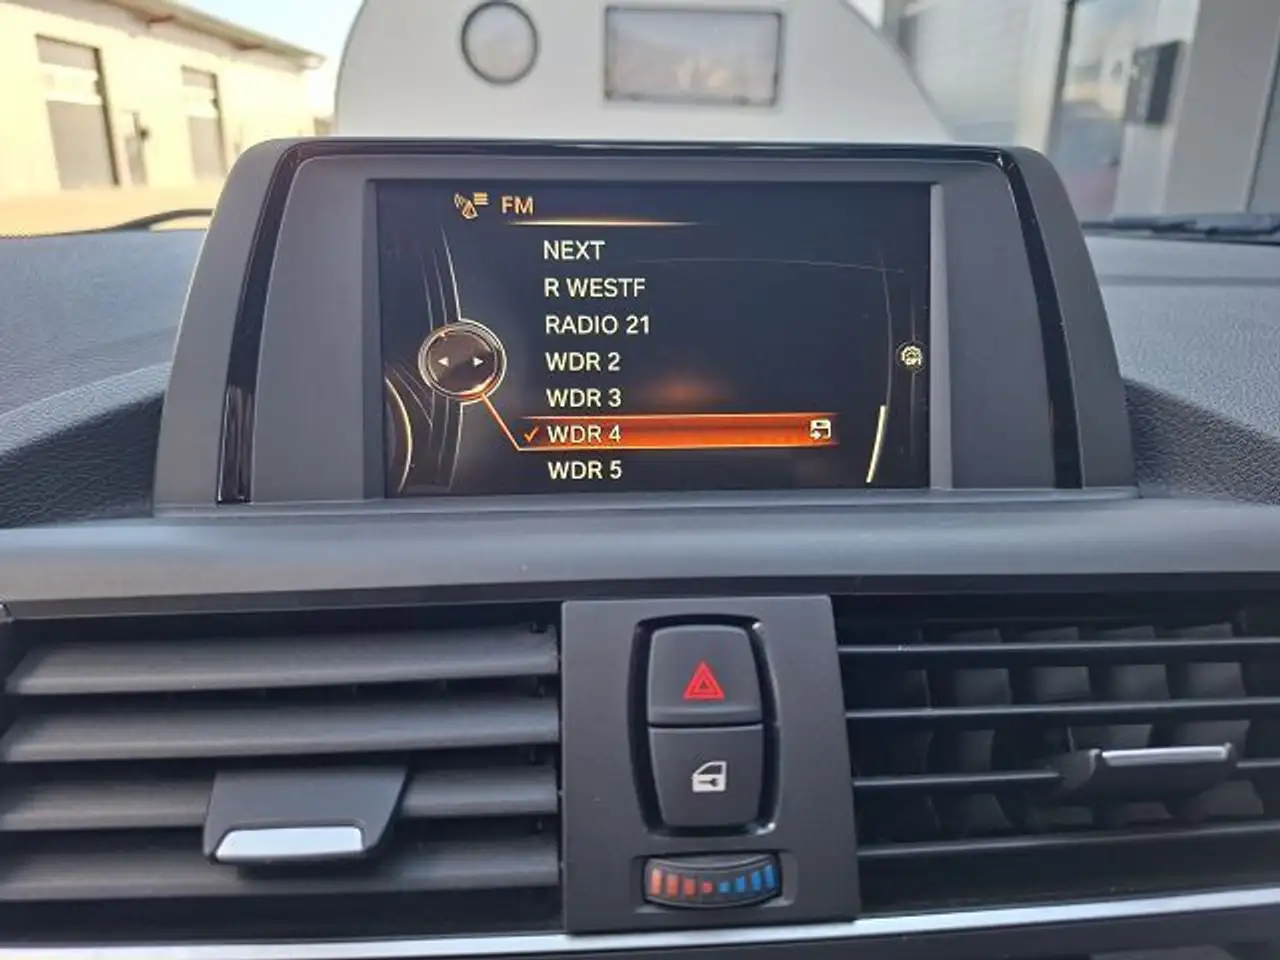 FM
NEXT
R WESTF
RADIO 21
WDR 2
WDR 3
WDR 4
WDR 5